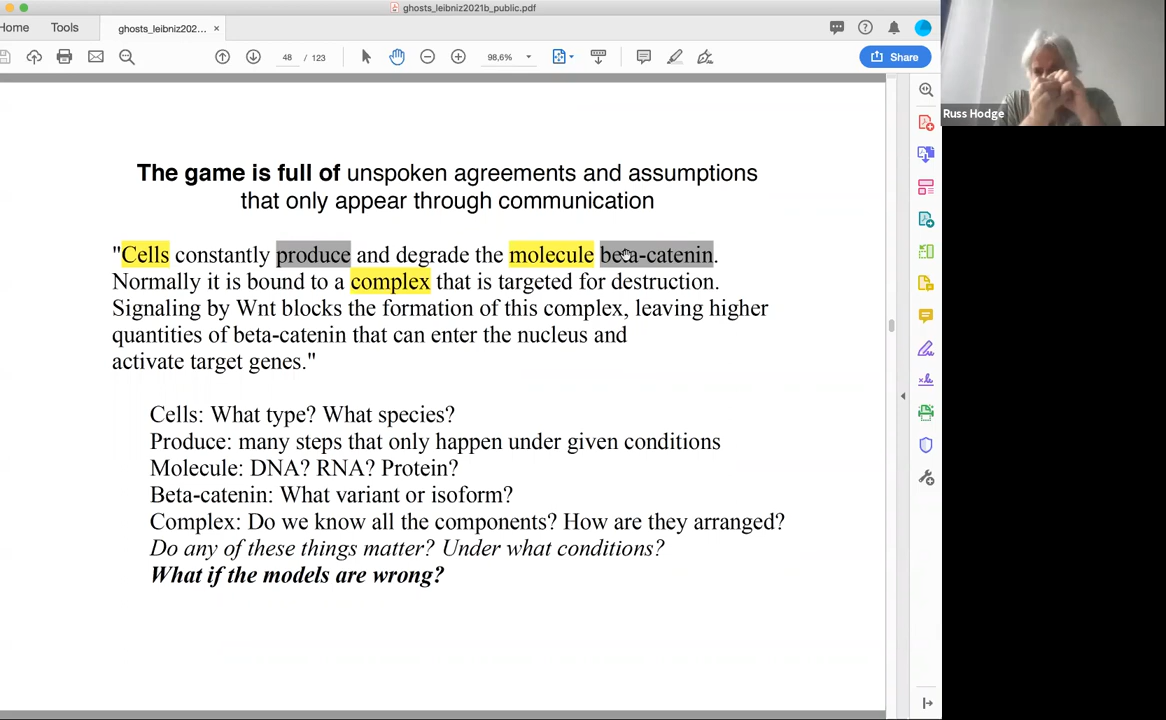 ghosts_leibniz2021b_public.pdf
Home
Tools
ghosts_leibniz202...
×
48 / 123
98,6%
Share
Russ Hodge
The game is full of unspoken agreements and assumptions
that only appear through communication
"Cells constantly produce and degrade the molecule beta-catenin.
Normally it is bound to a complex that is targeted for destruction.
Signaling by Wnt blocks the formation of this complex, leaving higher
quantities of beta-catenin that can enter the nucleus and
activate target genes."
Cells: What type? What species?
Produce: many steps that only happen under given conditions
Molecule: DNA? RNA? Protein?
Beta-catenin: What variant or isoform?
Complex: Do we know all the components? How are they arranged?
Do any of these things matter? Under what conditions?
What if the models are wrong?